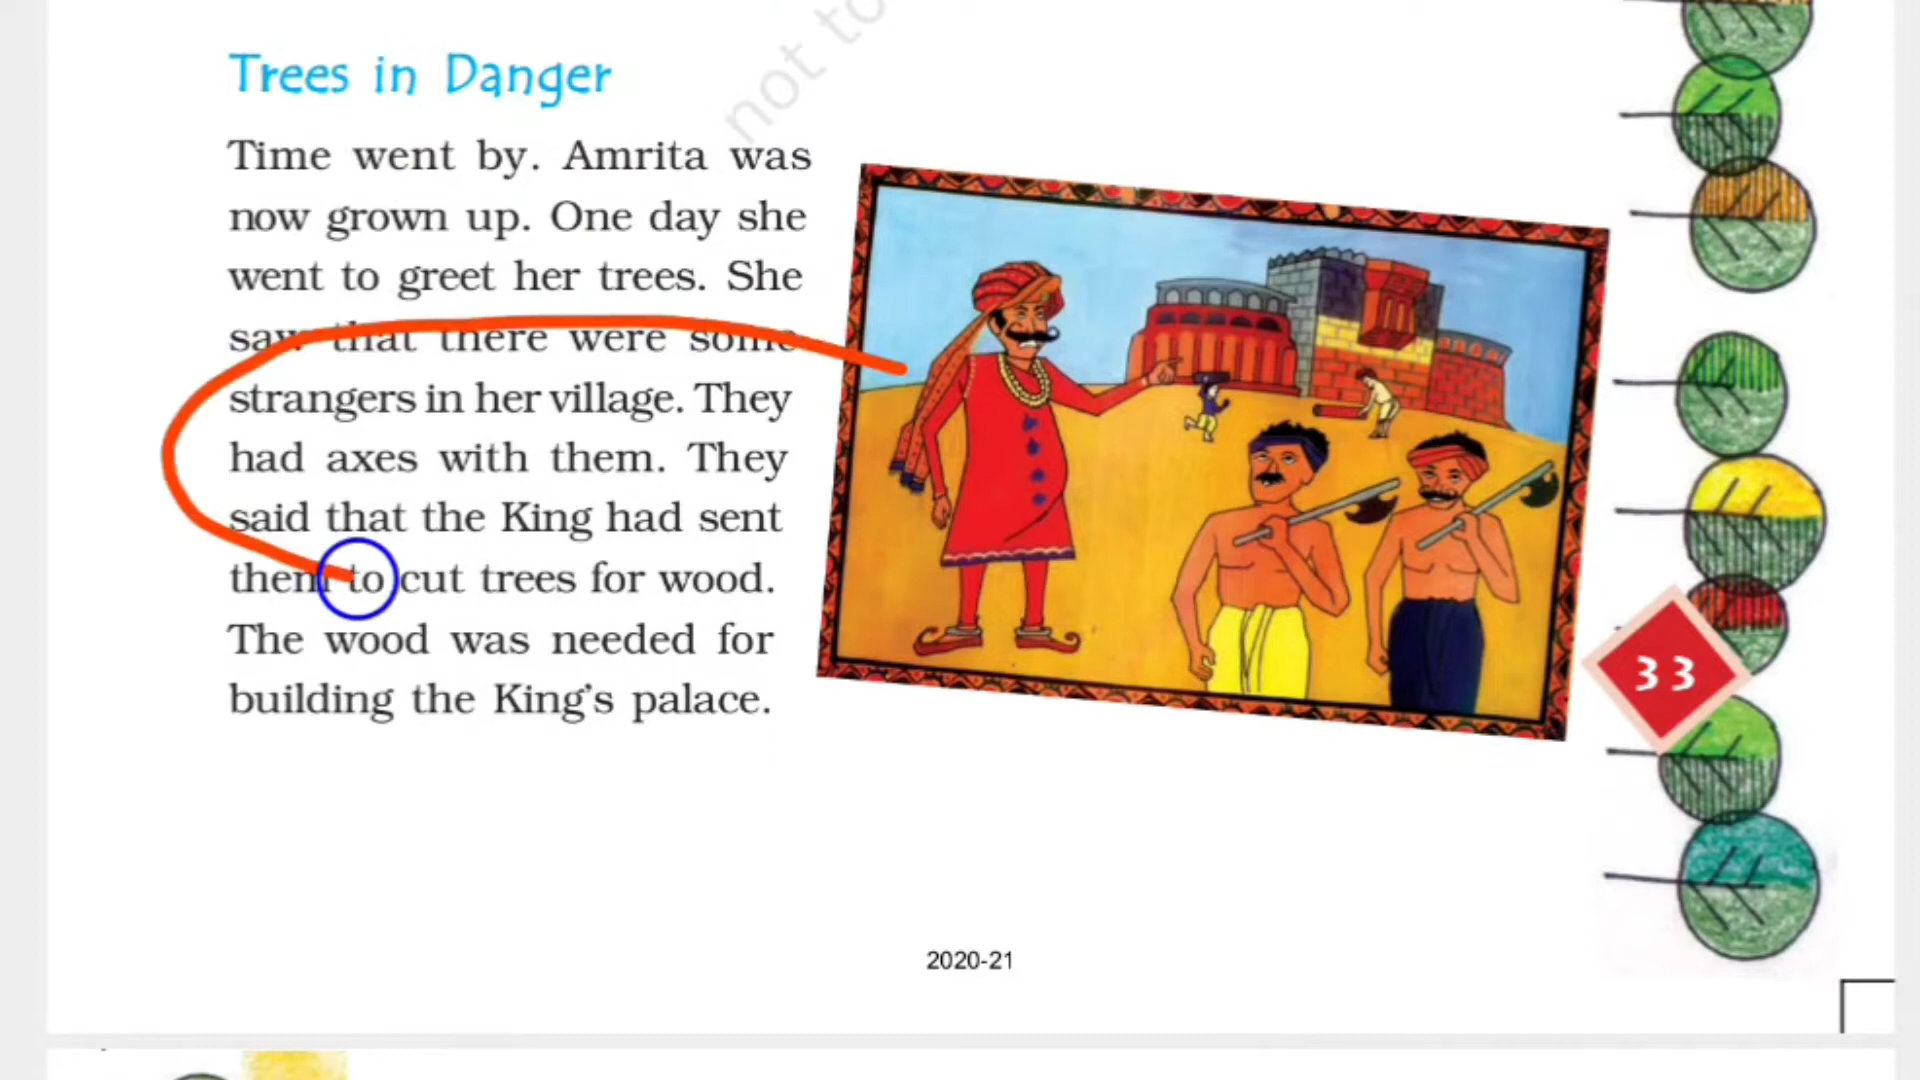 not to
Trees in Danger
Time went by. Amrita was
now grown up. One day she
went to greet her trees. She
saw that there were some
strangers in her village. They
had axes with them. They
said that the King had sent
them to cut trees for wood.
The wood was needed for
building the King's palace.
33
2020-21